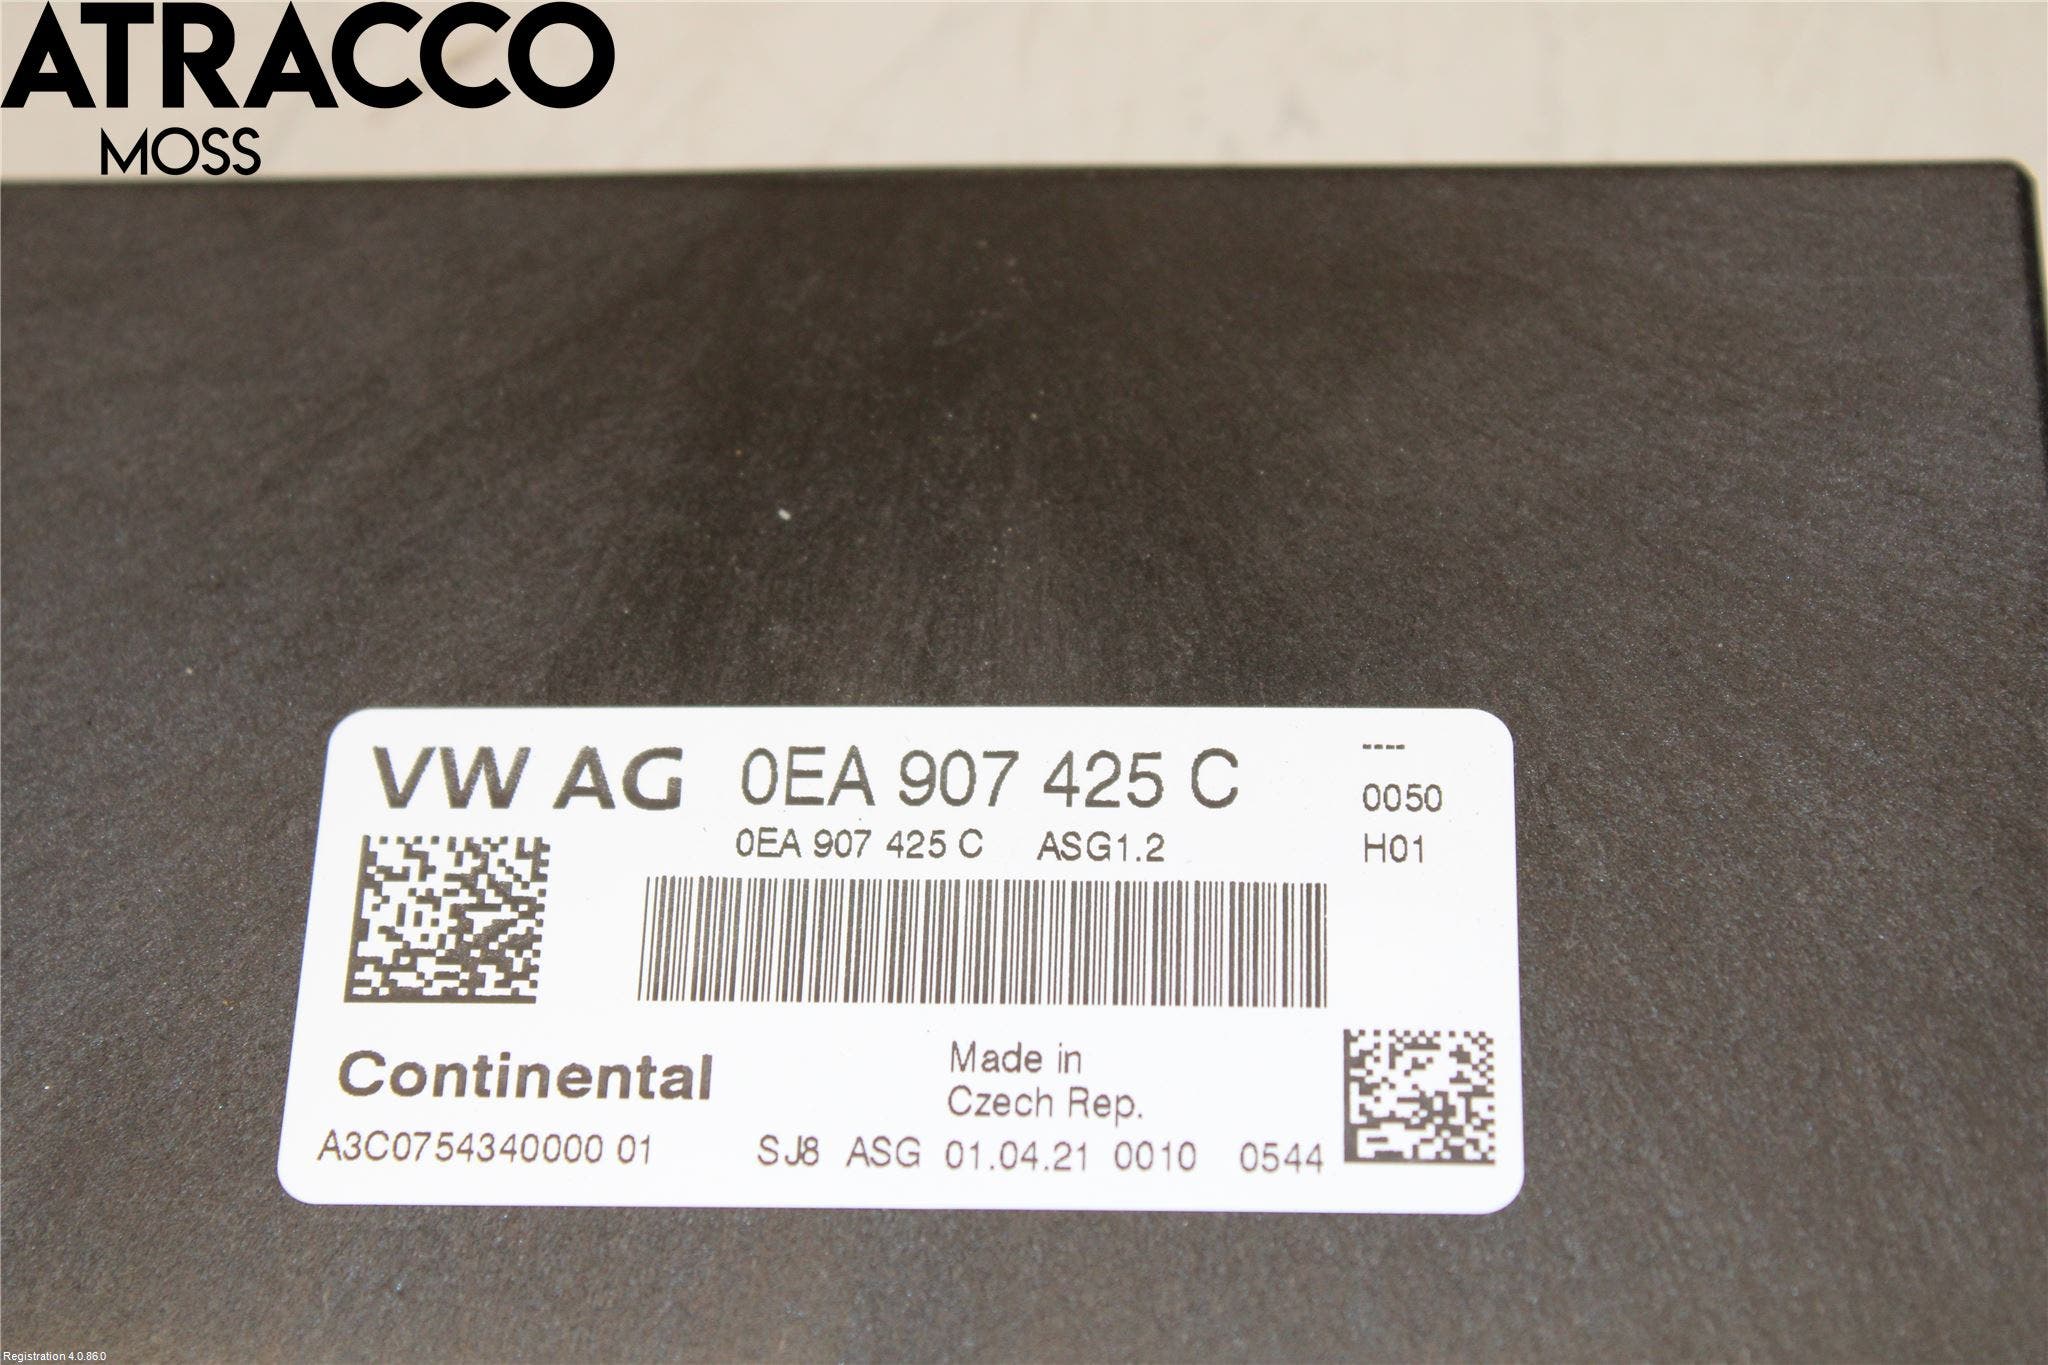 ATRACCO
MOSS
VW AG 0EA 907 425 C ----
0050
0EA 907 425 C ASG1.2 H01
Continental
Made in
Czech Rep.
A3C0754340000 01 SJ8 ASG 01.04.21 0010 0544
Registration 4.0.86.0